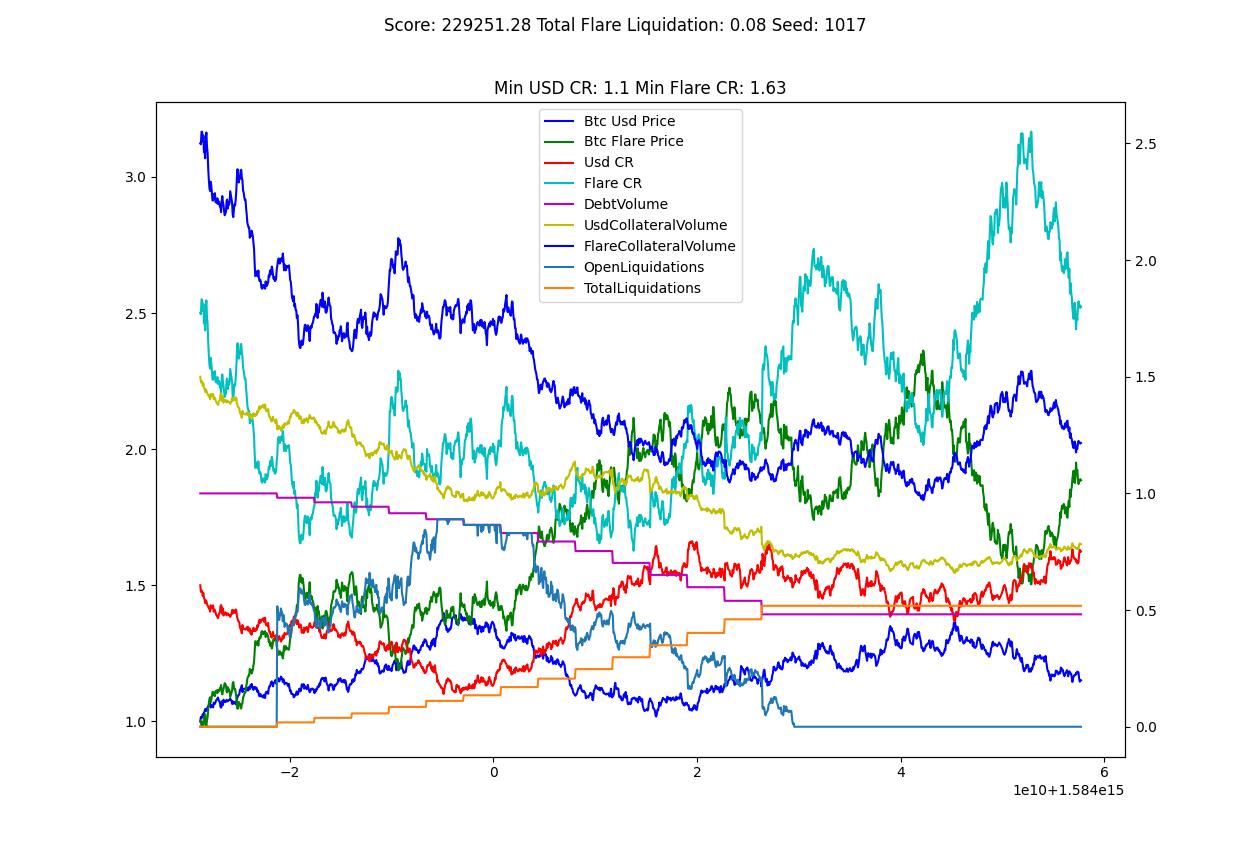 Score: 229251.28 Total Flare Liquidation: 0.08 Seed: 1017
Min USD CR: 1.1 Min Flare CR: 1.63
Btc Usd Price
Btc Flare Price
Usd CR
Flare CR
DebtVolume
UsdCollateralVolume
FlareCollateralVolume
OpenLiquidations
TotalLiquidations
3.0
2.5
2.0
1.5
1.0
2.5
2.0
1.5
1.0
0.5
0.0
−2
0
2
4
6
1e10+1.584e15